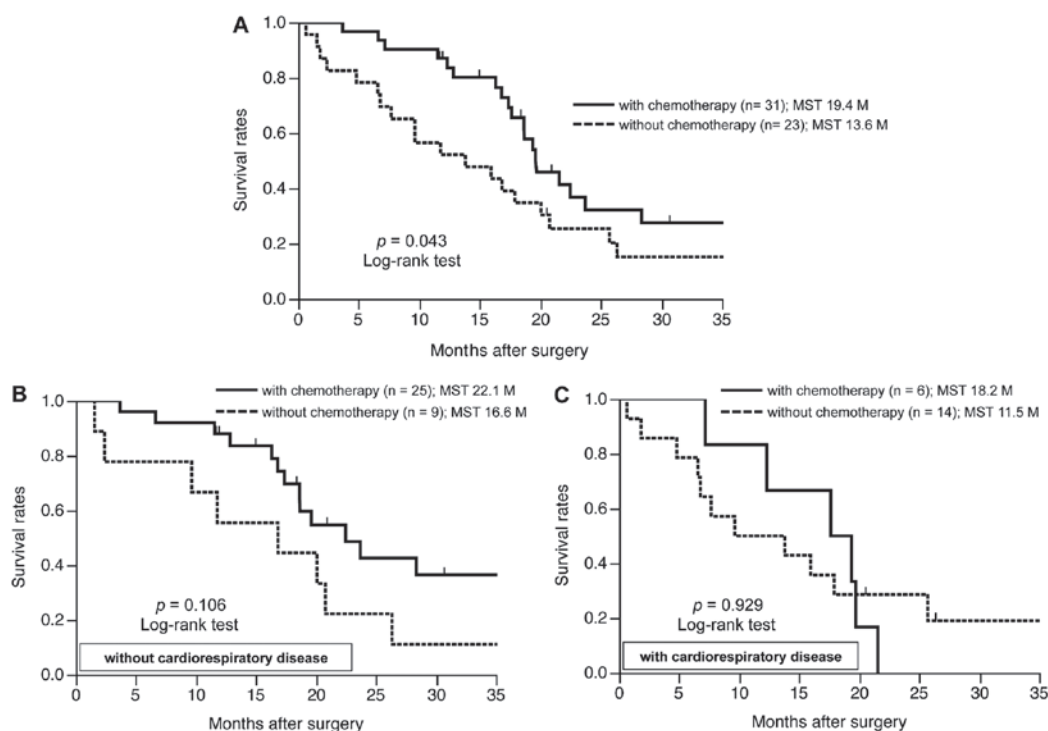 A
1.0
0.8
0.6
0.4
0.2
0.0
Survival rates
with chemotherapy (n= 31); MST 19.4 M
without chemotherapy (n= 23); MST 13.6 M
p = 0.043
Log-rank test
0 5 10 15 20 25 30 35
Months after surgery
B
1.0
0.8
0.6
0.4
0.2
0.0
Survival rates
with chemotherapy (n = 25); MST 22.1 M
without chemotherapy (n = 9); MST 16.6 M
p = 0.106
Log-rank test
without cardiorespiratory disease
0 5 10 15 20 25 30 35
Months after surgery
C
1.0
0.8
0.6
0.4
0.2
0.0
Survival rates
with chemotherapy (n = 6); MST 18.2 M
without chemotherapy (n = 14); MST 11.5 M
p = 0.929
Log-rank test
with cardiorespiratory disease
0 5 10 15 20 25 30 35
Months after surgery